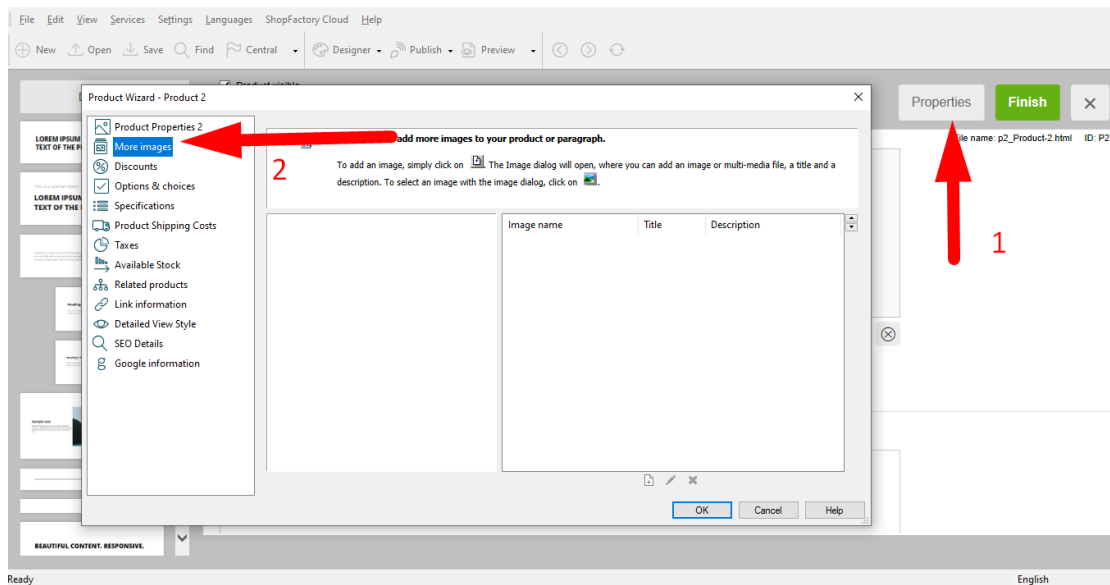 File Edit View Services Settings Languages ShopFactory Cloud Help
New Open Save Find Central Designer Publish Preview
Product visible
Product Wizard - Product 2
Properties Finish
File name: p2_Product-2.html ID: P2
1
2
Product Properties 2
More images
Discounts
Options & choices
Specifications
Product Shipping Costs
Taxes
Available Stock
Related products
Link information
Detailed View Style
SEO Details
Google information
add more images to your product or paragraph.
To add an image, simply click on The Image dialog will open, where you can add an image or multi-media file, a title and a
description. To select an image with the image dialog, click on .
Image name Title Description
OK Cancel Help
LOREM IPSUM
TEXT OF THE
LOREM IPSUM
TEXT OF THE
BEAUTIFUL CONTENT. RESPONSIVE.
Ready English